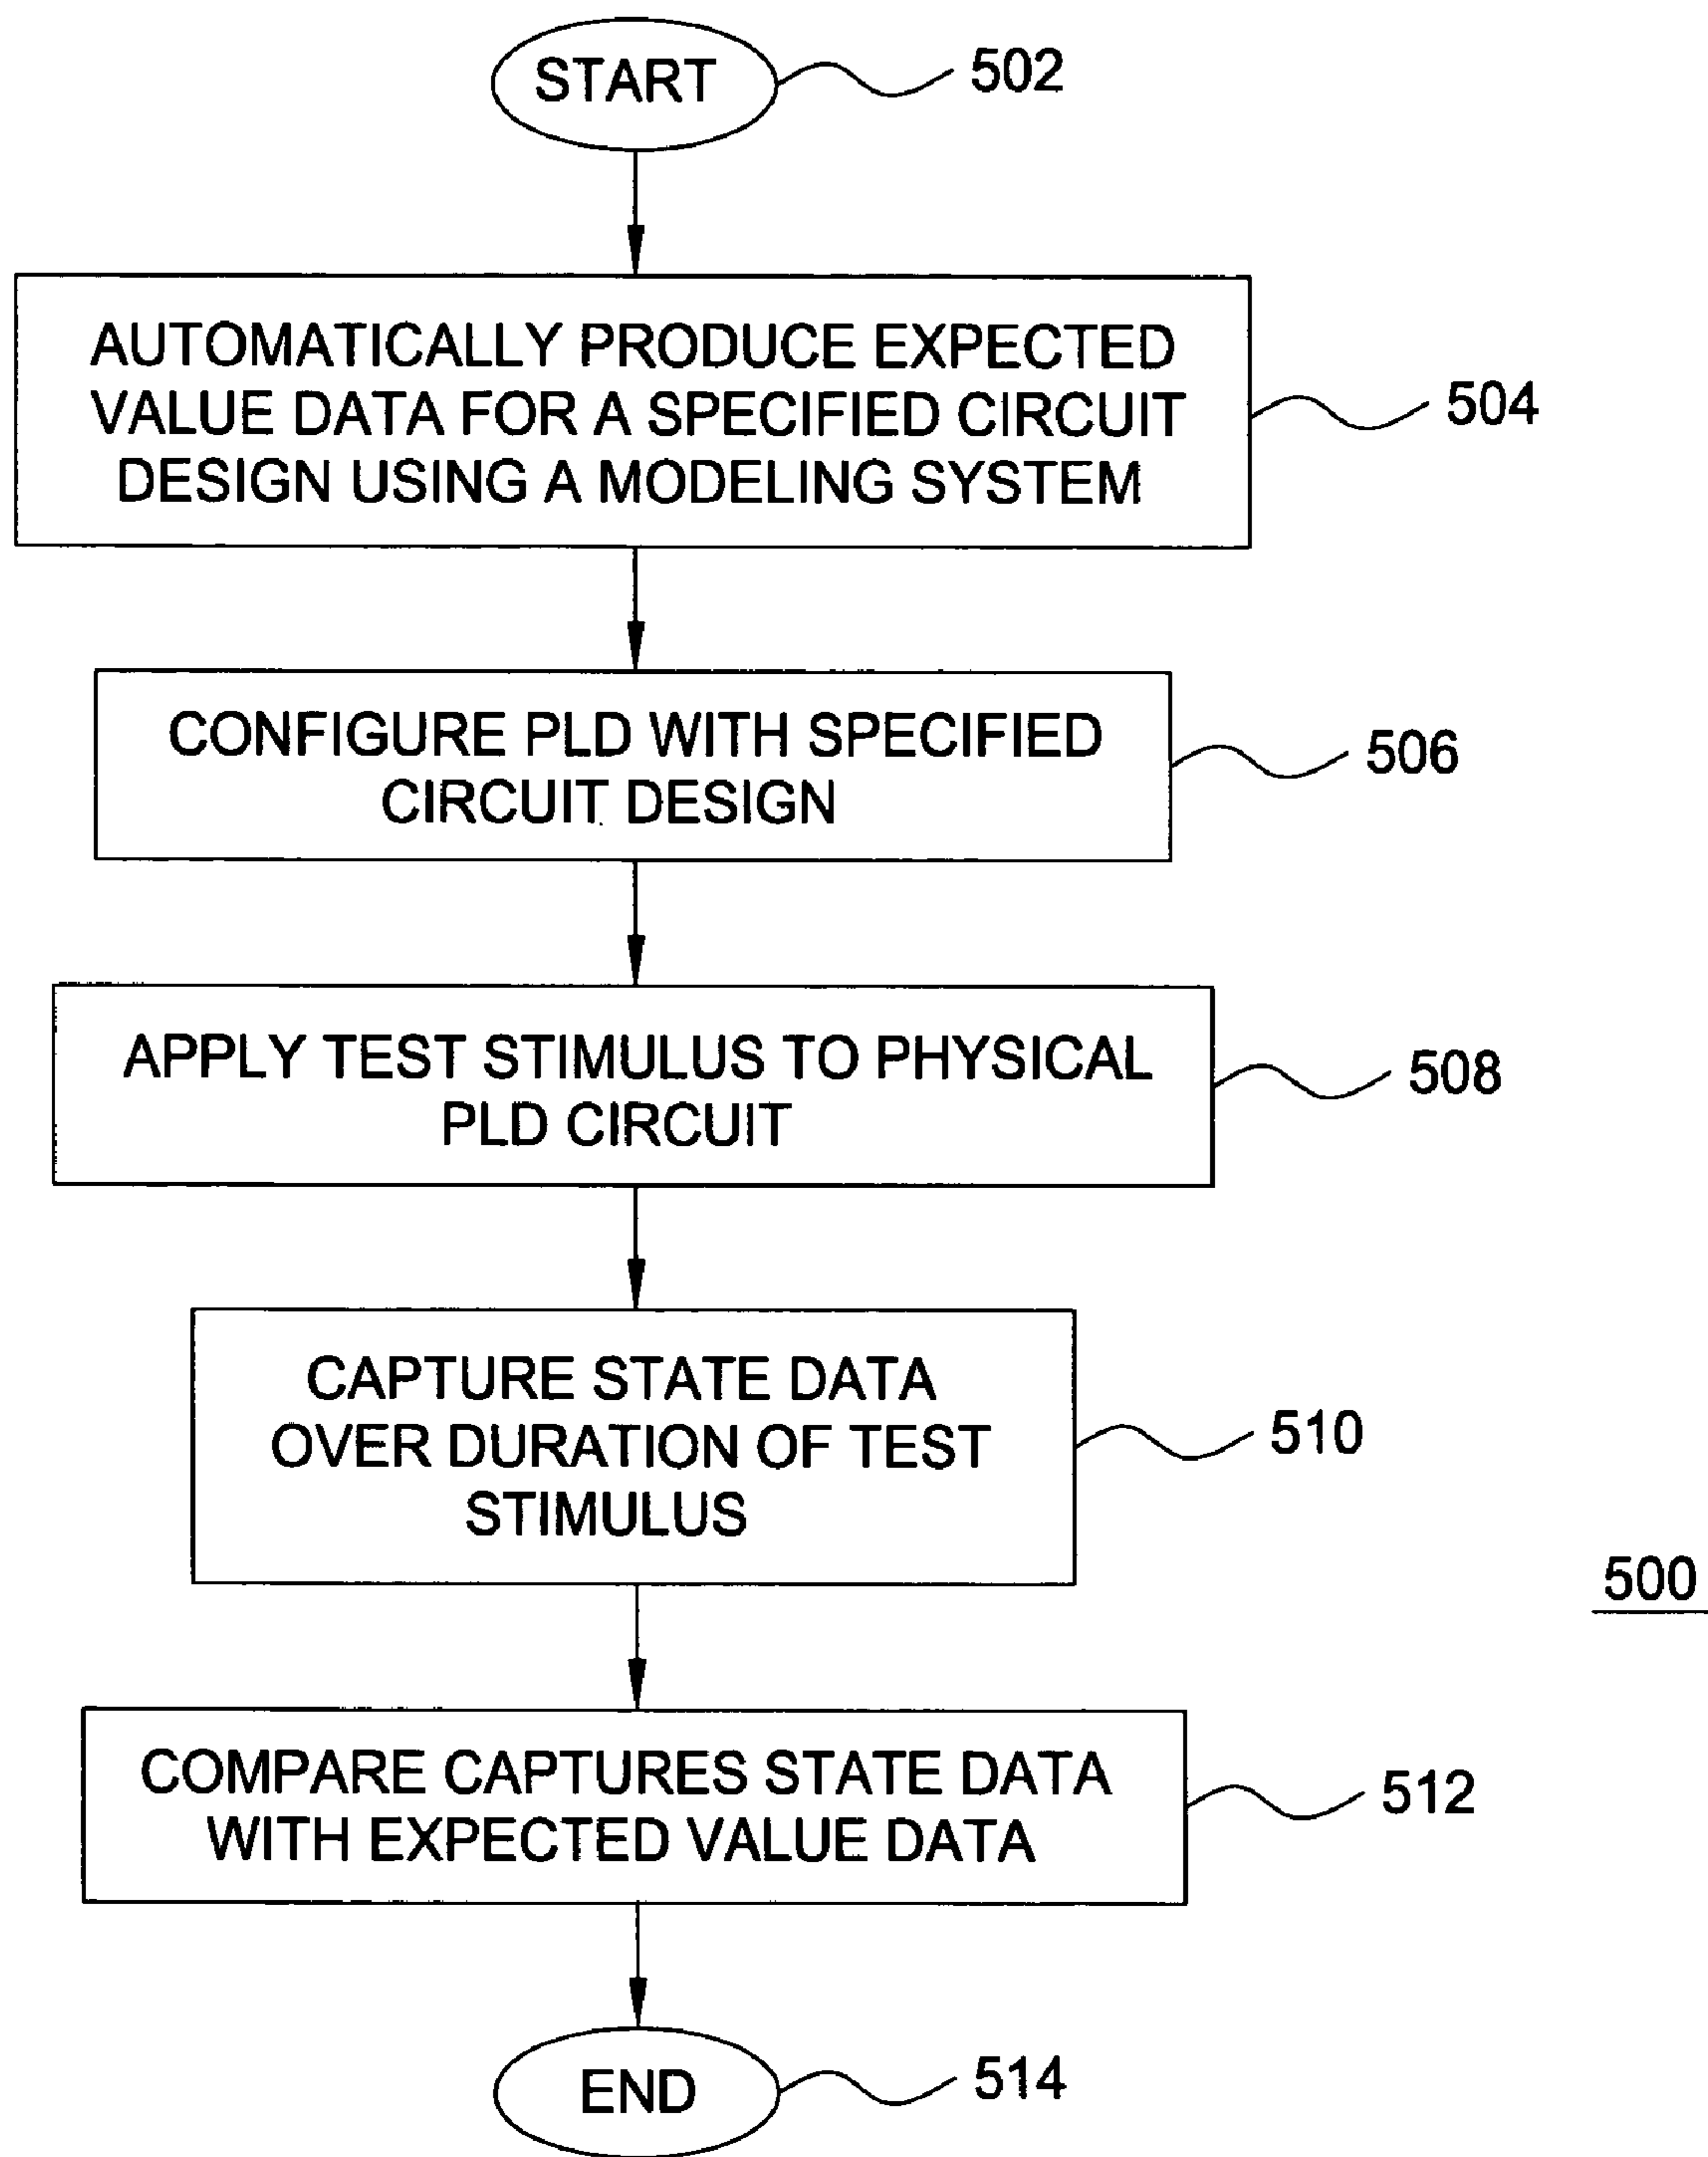 START
502
AUTOMATICALLY PRODUCE EXPECTED
VALUE DATA FOR A SPECIFIED CIRCUIT
DESIGN USING A MODELING SYSTEM
504
CONFIGURE PLD WITH SPECIFIED
CIRCUIT DESIGN
506
APPLY TEST STIMULUS TO PHYSICAL
PLD CIRCUIT
508
CAPTURE STATE DATA
OVER DURATION OF TEST
STIMULUS
510
500
COMPARE CAPTURES STATE DATA
WITH EXPECTED VALUE DATA
512
END
514